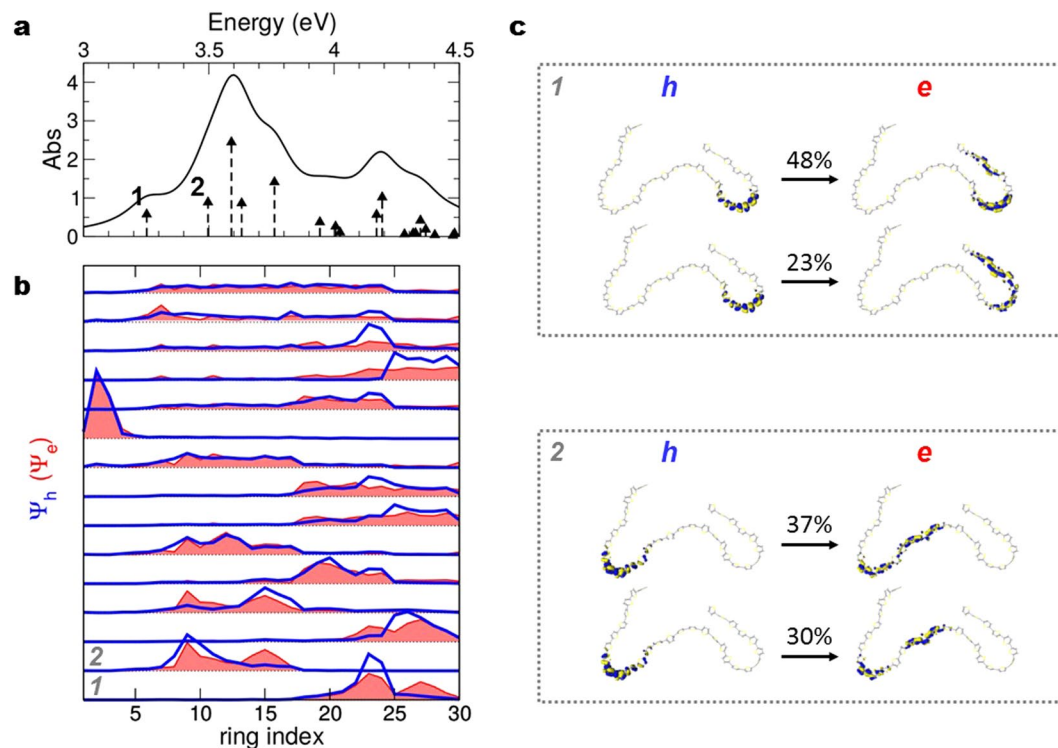 a
Energy (eV)
3 3.5 4 4.5
Abs
4
3
2
1
0
1
2
b
Ψh (Ψe)
2
1
5 10 15 20 25 30
ring index
c
1 h e
48%
23%
2 h e
37%
30%